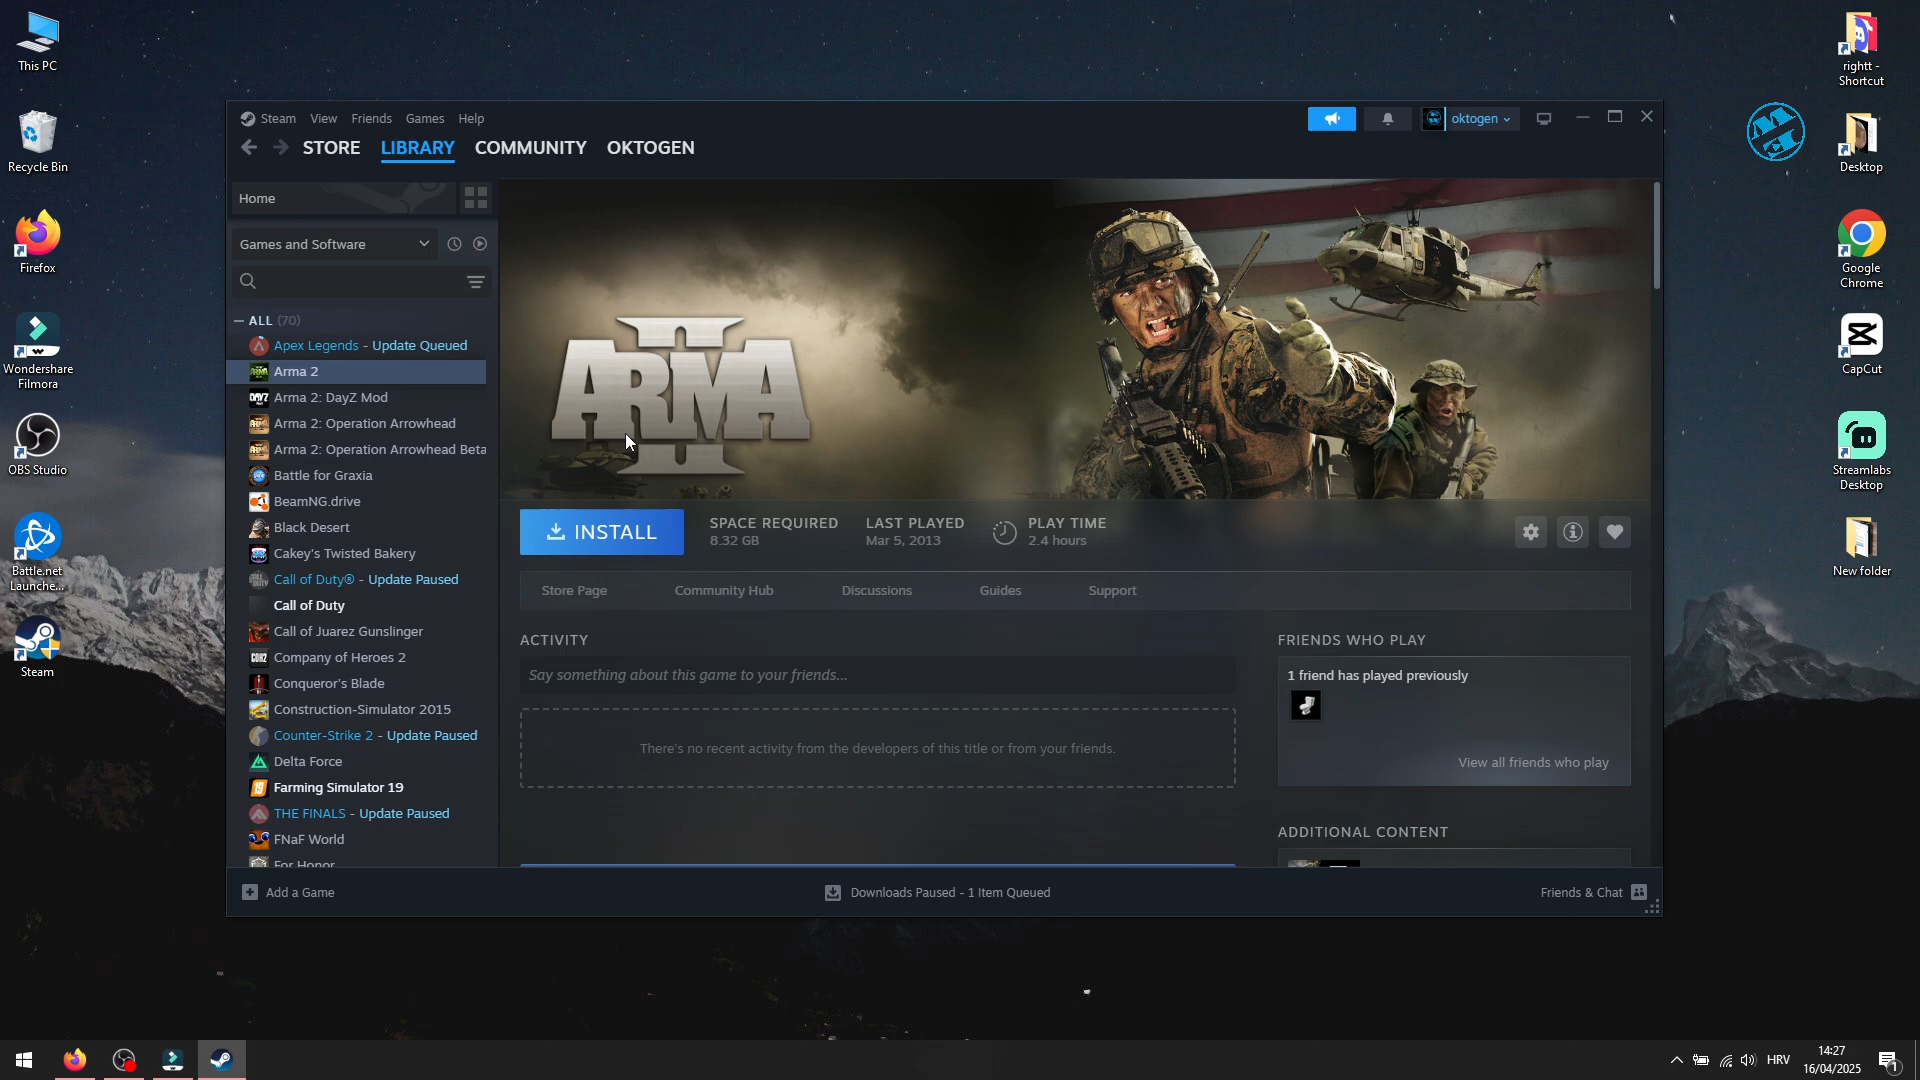 This PC
Recycle Bin
Firefox
Wondershare
Filmora
OBS Studio
Battle.net
Launche...
Steam
Steam View Friends Games Help
oktogen
STORE LIBRARY COMMUNITY OKTOGEN
Home
Games and Software
ALL (70)
Apex Legends - Update Queued
Arma 2
Arma 2: DayZ Mod
Arma 2: Operation Arrowhead
Arma 2: Operation Arrowhead Beta
Battle for Graxia
BeamNG.drive
Black Desert
Cakey's Twisted Bakery
Call of Duty® - Update Paused
Call of Duty
Call of Juarez Gunslinger
Company of Heroes 2
Conqueror's Blade
Construction-Simulator 2015
Counter-Strike 2 - Update Paused
Delta Force
Farming Simulator 19
THE FINALS - Update Paused
FNaF World
For Honor
ARMA II
INSTALL
SPACE REQUIRED
8.32 GB
LAST PLAYED
Mar 5, 2013
PLAY TIME
2.4 hours
Store Page Community Hub Discussions Guides Support
ACTIVITY
Say something about this game to your friends...
There's no recent activity from the developers of this title or from your friends.
FRIENDS WHO PLAY
1 friend has played previously
View all friends who play
ADDITIONAL CONTENT
Add a Game
Downloads Paused - 1 Item Queued
Friends & Chat
rightt -
Shortcut
Desktop
Google
Chrome
CapCut
Streamlabs
Desktop
New folder
HRV
14:27
16/04/2025
1